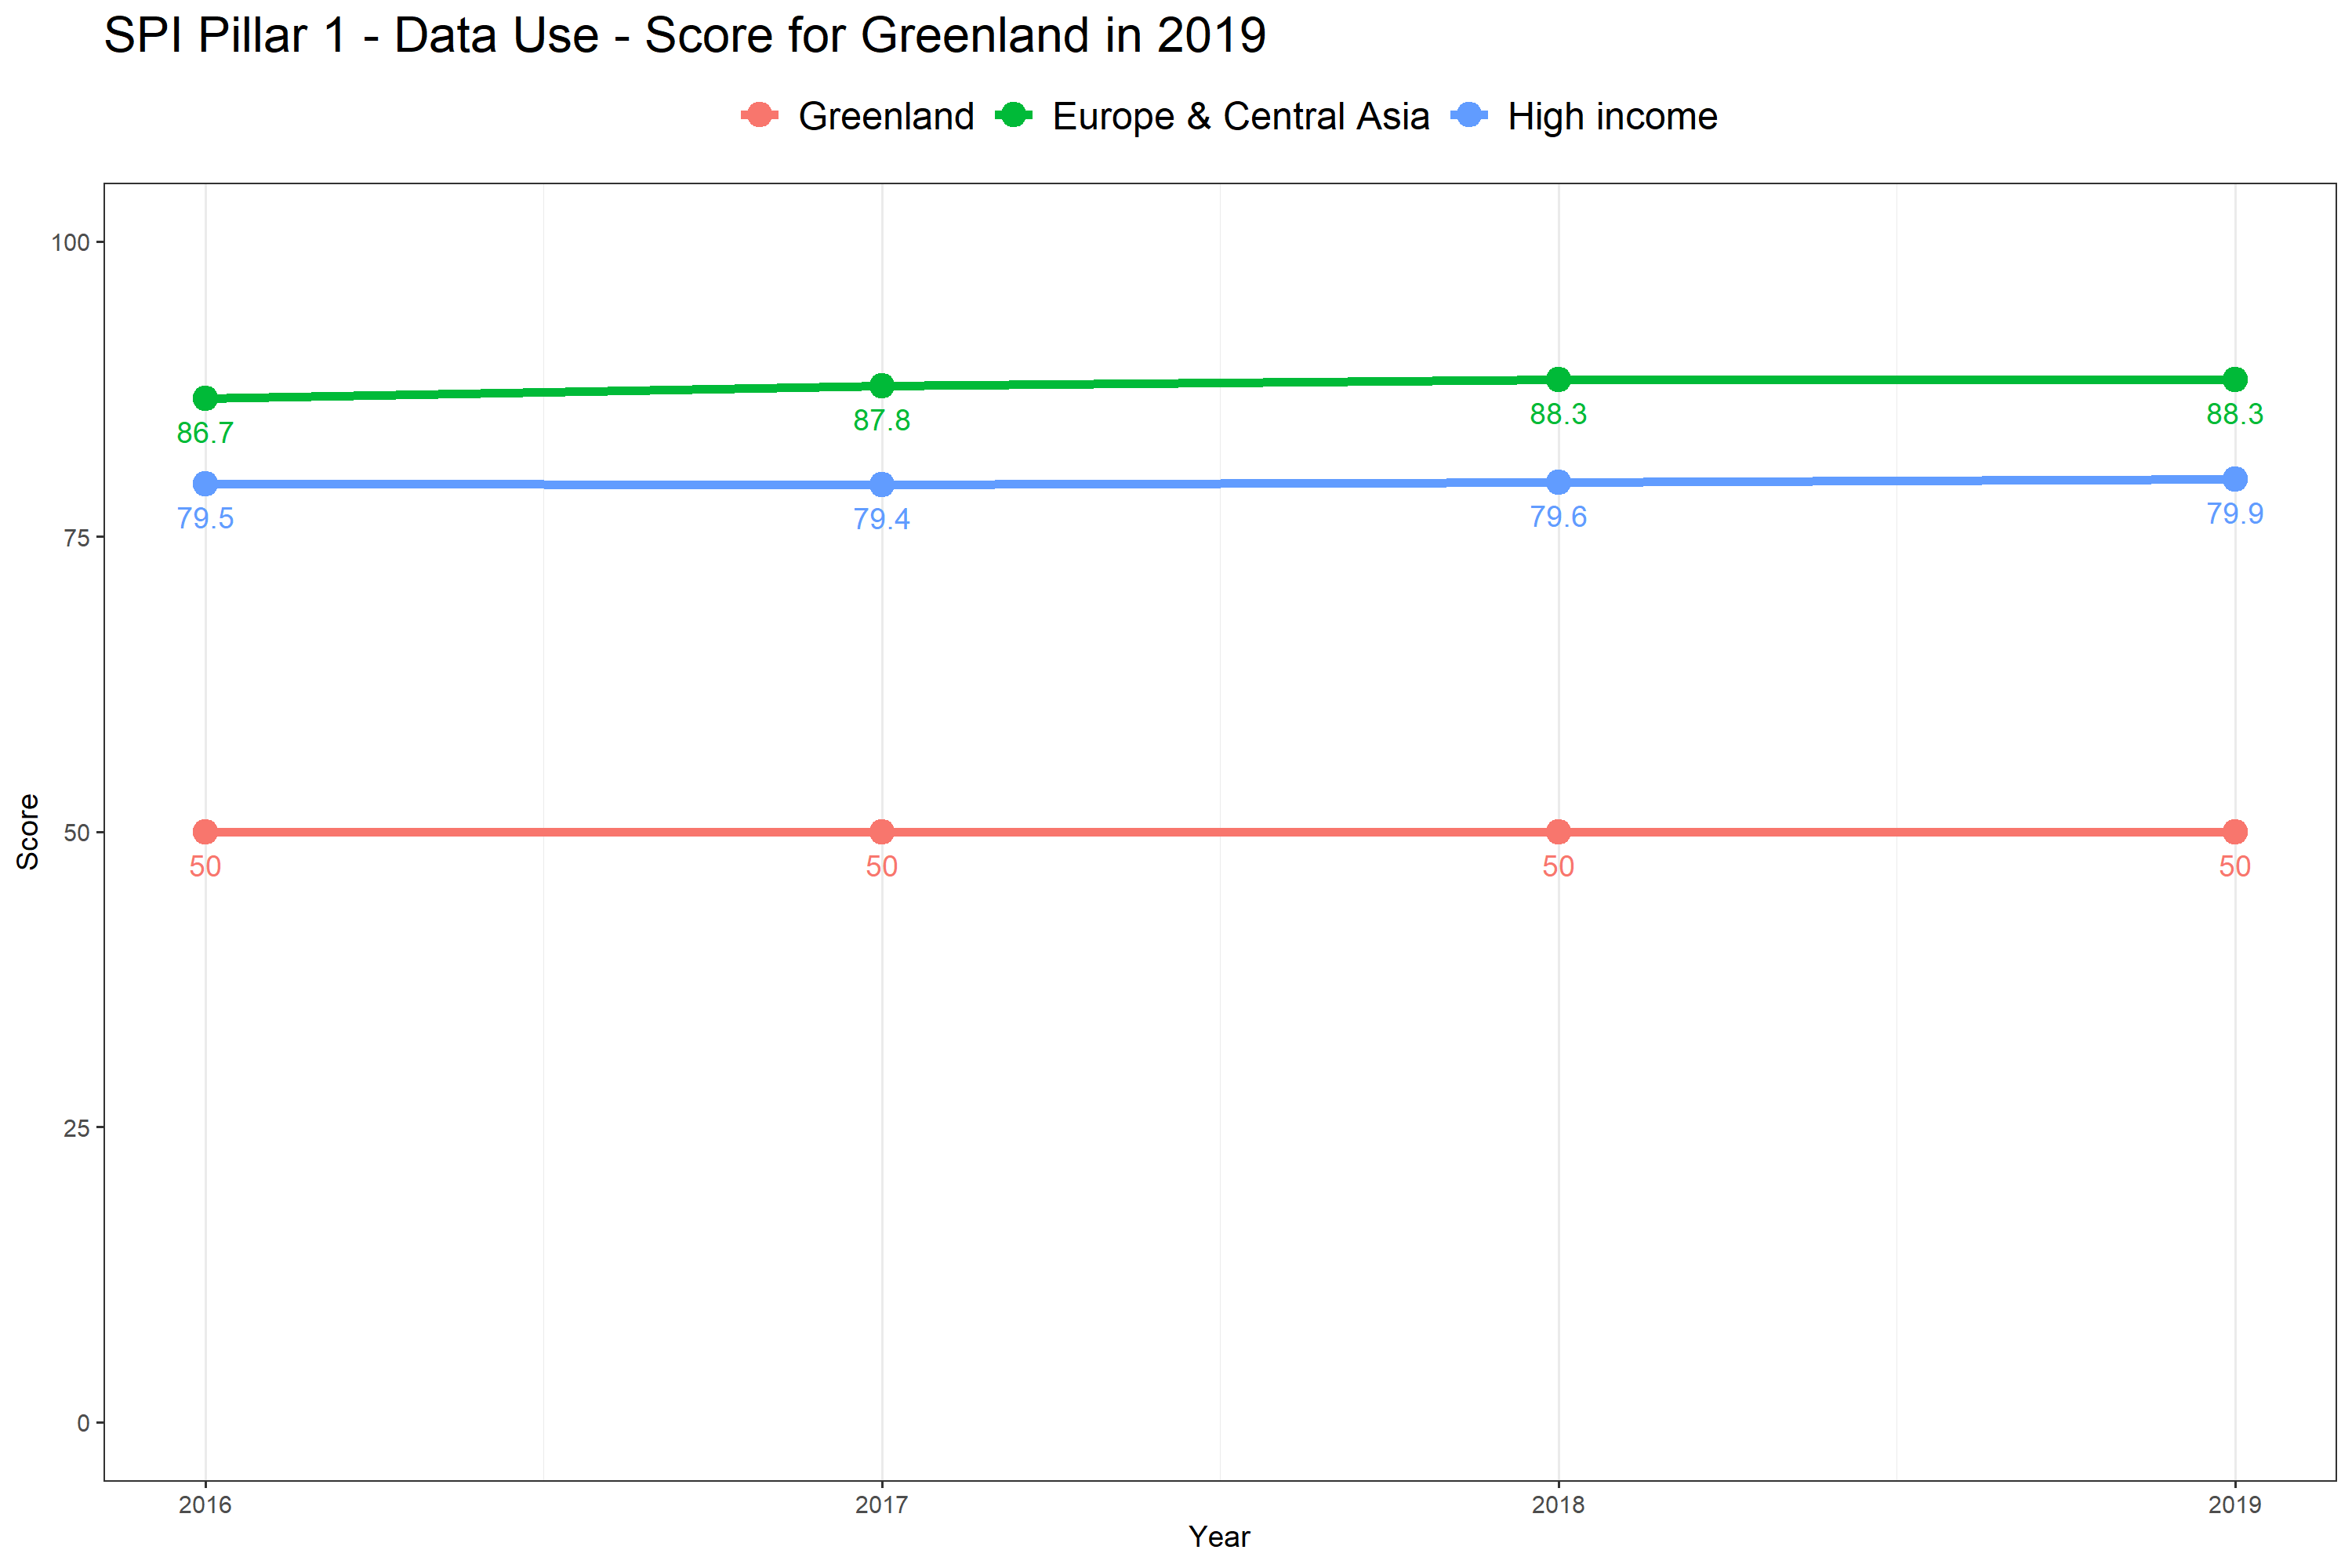 SPI Pillar 1 - Data Use - Score for Greenland in 2019
Greenland Europe & Central Asia High income
100
75
50
25
0
Score
86.7 87.8 88.3 88.3
79.5 79.4 79.6 79.9
50 50 50 50
2016 2017 2018 2019
Year